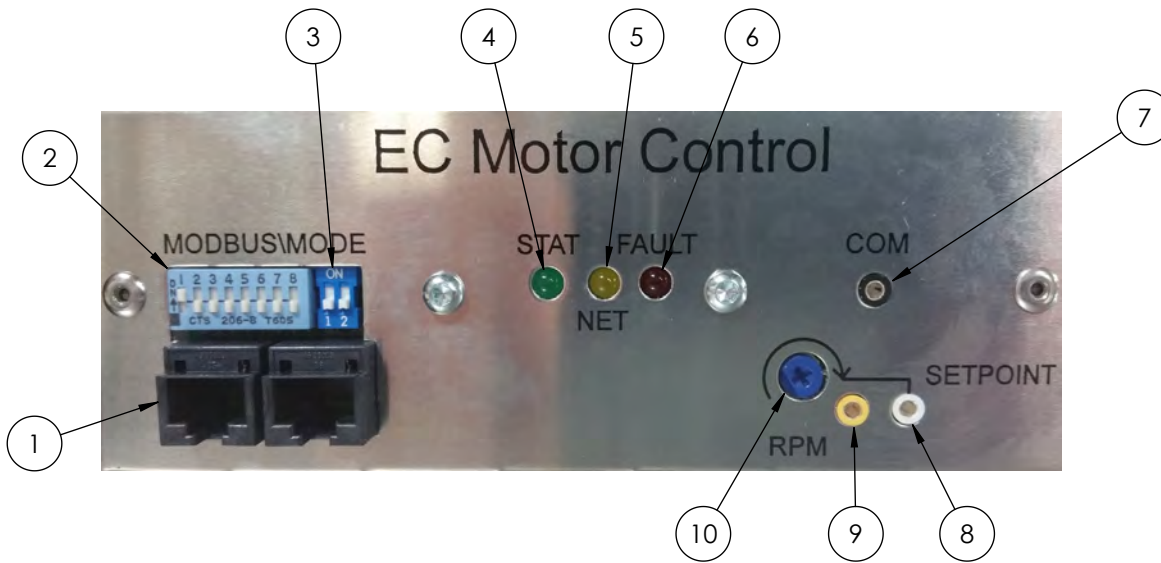 3
4
5
6
7
2
EC Motor Control
MODBUS\MODE
STAT
FAULT
COM
ON
1 2 3 4 5 6 7 8
1 2
CTS 206-8
NET
SETPOINT
RPM
1
10
9
8